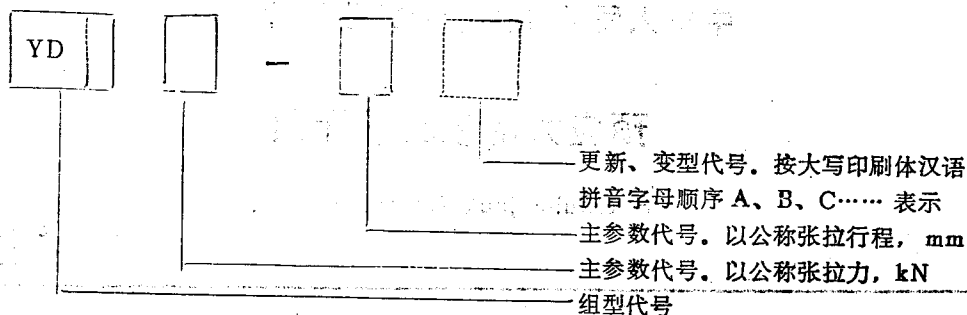 YD
—
更新、变型代号. 按大写印刷体汉语
拼音字母顺序 A、B、C…… 表示
主参数代号. 以公称张拉行程, mm
主参数代号. 以公称张拉力, kN
组型代号